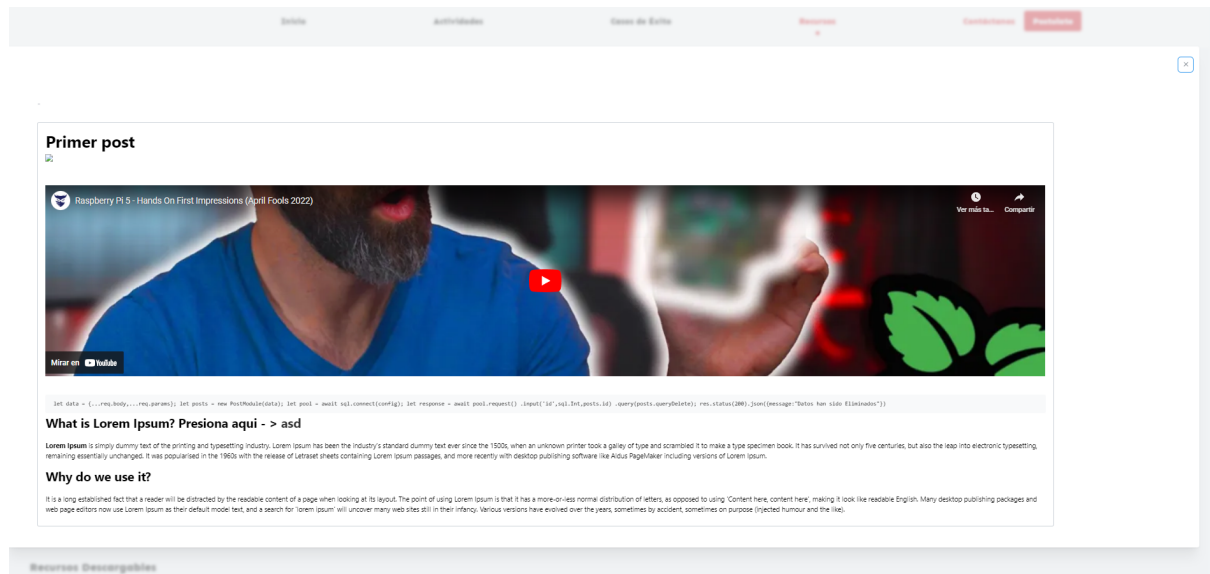 Inicio Actividades Casos de Éxito Recursos Contáctanos Postularte
×
Primer post
Raspberry Pi 5 - Hands On First Impressions (April Fools 2022)
Ver más ta... Compartir
Mirar en YouTube
let data = {...req.body,...req.params}; let posts = new PostModule(data); let pool = await sql.connect(config); let response = await pool.request() .input('id',sql.Int,posts.id) .query(posts.queryDelete); res.status(200).json({message:"Datos han sido Eliminados"})
What is Lorem Ipsum? Presiona aqui - > asd
Lorem Ipsum is simply dummy text of the printing and typesetting industry. Lorem Ipsum has been the industry's standard dummy text ever since the 1500s, when an unknown printer took a galley of type and scrambled it to make a type specimen book. It has survived not only five centuries, but also the leap into electronic typesetting,
remaining essentially unchanged. It was popularised in the 1960s with the release of Letraset sheets containing Lorem Ipsum passages, and more recently with desktop publishing software like Aldus PageMaker including versions of Lorem Ipsum.
Why do we use it?
It is a long established fact that a reader will be distracted by the readable content of a page when looking at its layout. The point of using Lorem Ipsum is that it has a more-or-less normal distribution of letters, as opposed to using 'Content here, content here', making it look like readable English. Many desktop publishing packages and
web page editors now use Lorem Ipsum as their default model text, and a search for 'lorem ipsum' will uncover many web sites still in their infancy. Various versions have evolved over the years, sometimes by accident, sometimes on purpose (injected humour and the like).
Recursos Descargables